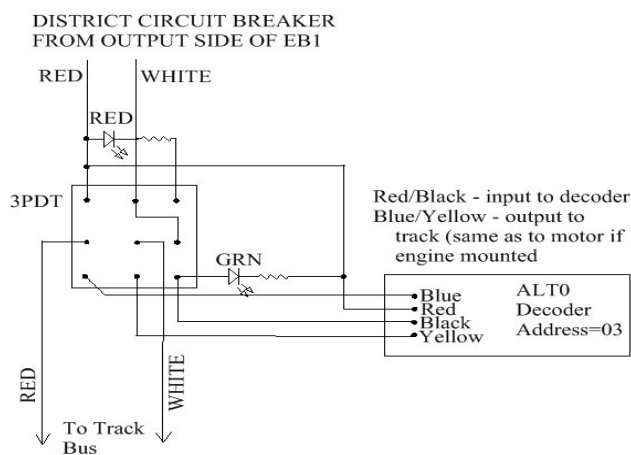 DISTRICT CIRCUIT BREAKER
FROM OUTPUT SIDE OF EB1
RED
WHITE
RED
3PDT
Red/Black - input to decoder
Blue/Yellow - output to
track (same as to motor if
engine mounted
GRN
Blue
Red
Black
Yellow
ALT0
Decoder
Address=03
RED
WHITE
To Track
Bus